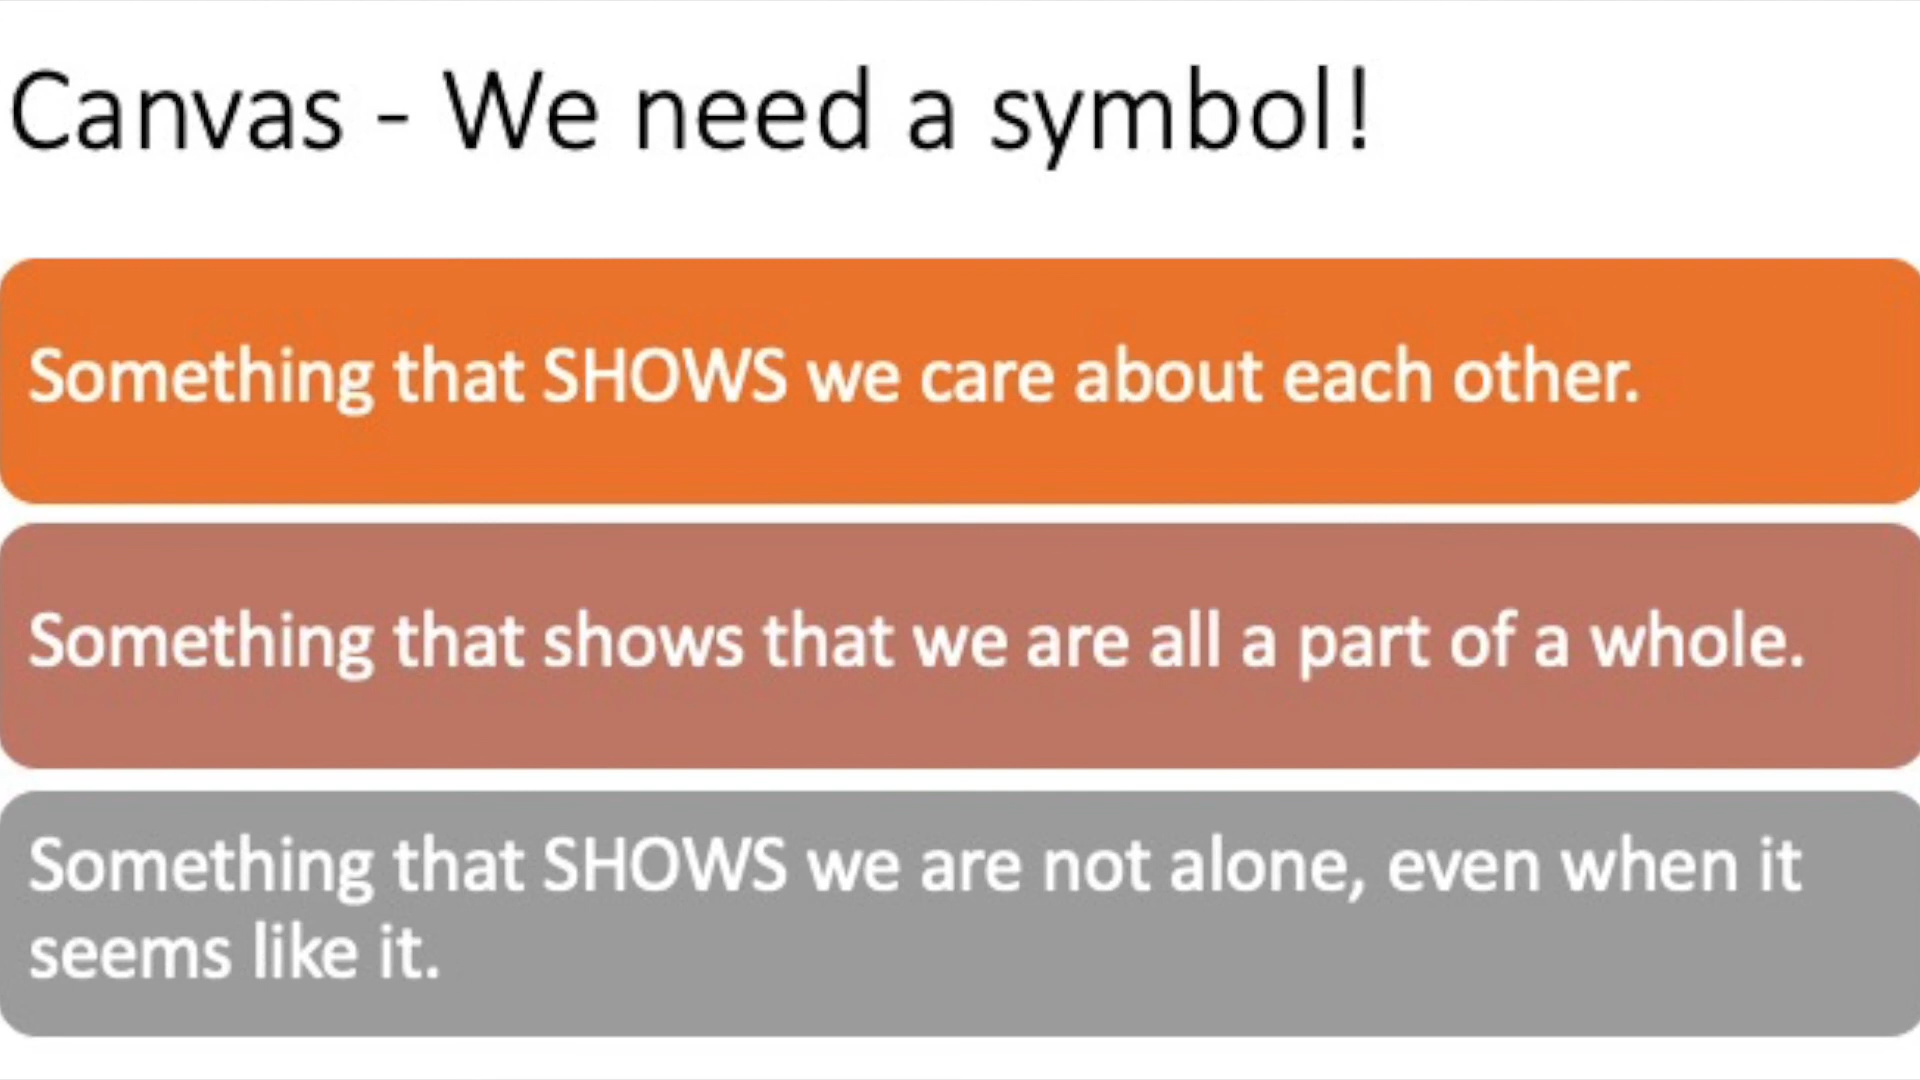 Canvas - We need a symbol!
Something that SHOWS we care about each other.
Something that shows that we are all a part of a whole.
Something that SHOWS we are not alone, even when it
seems like it.